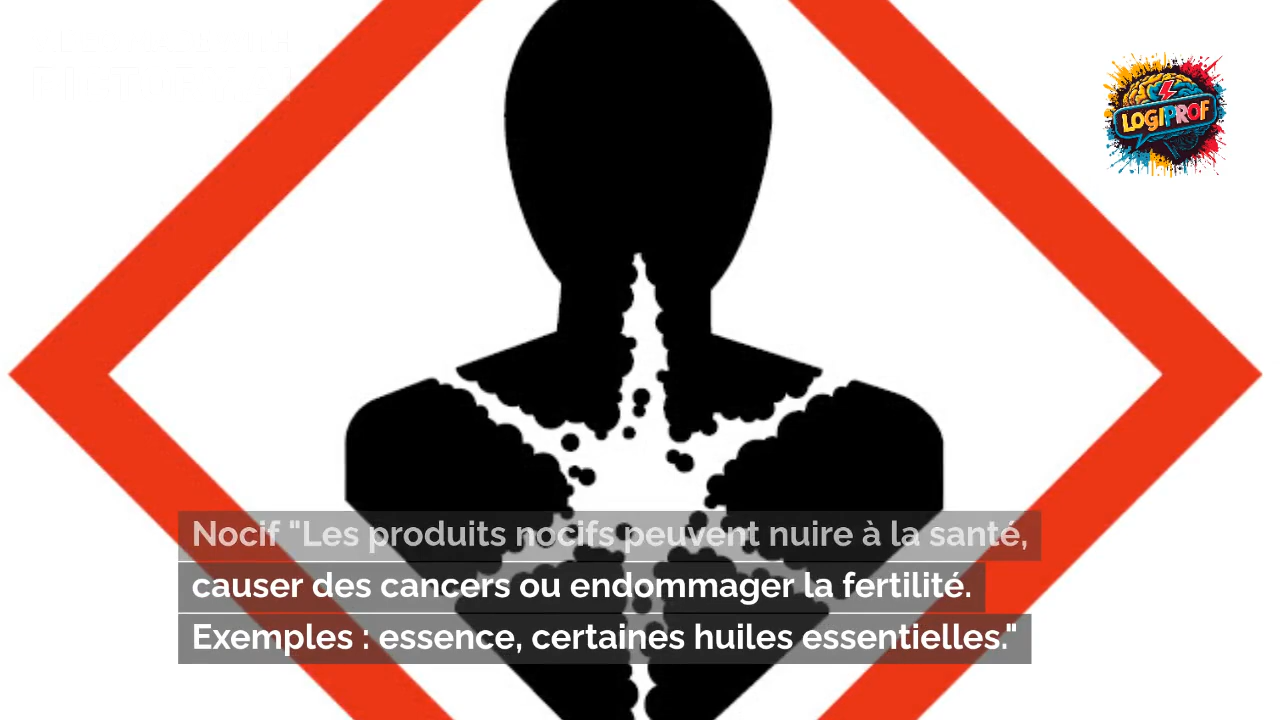 LOGIPROF
Nocif "Les produits nocifs peuvent nuire à la santé,
causer des cancers ou endommager la fertilité.
Exemples : essence, certaines huiles essentielles."